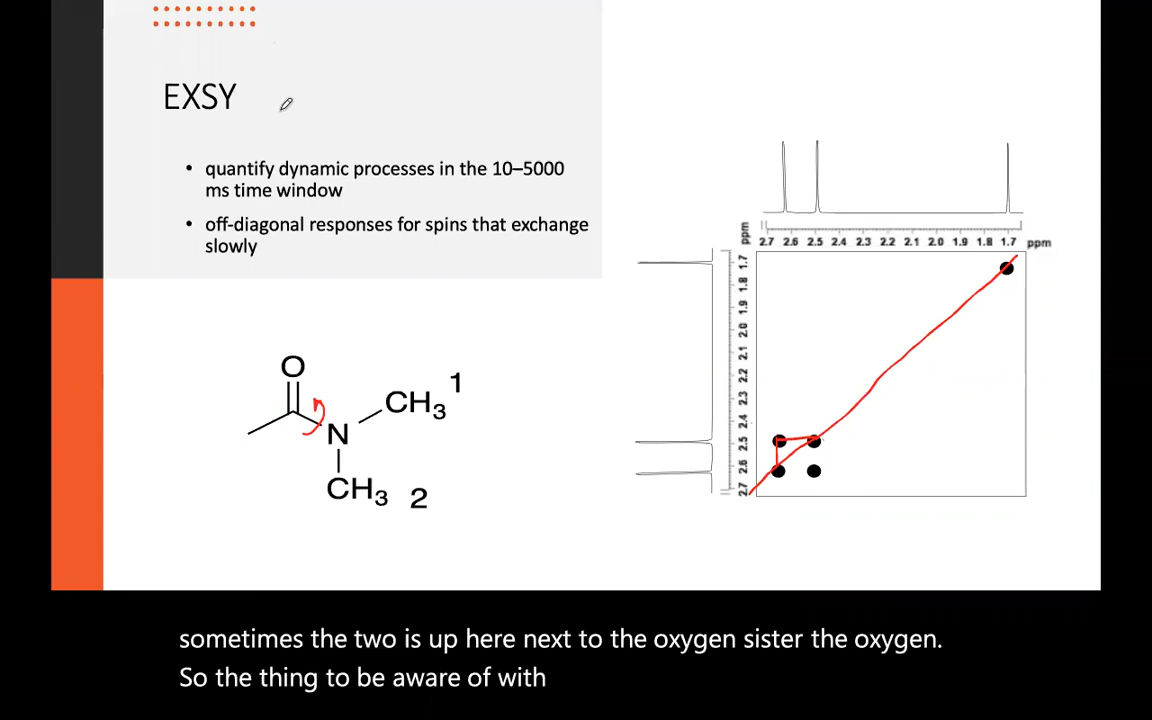 EXSY
• quantify dynamic processes in the 10–5000
ms time window
• off-diagonal responses for spins that exchange
slowly
O
N
CH3 1
CH3 2
2.7 2.6 2.5 2.4 2.3 2.2 2.1 2.0 1.9 1.8 1.7 ppm
ppm
1.7
1.8
1.9
2.0
2.1
2.2
2.3
2.4
2.5
2.6
2.7
sometimes the two is up here next to the oxygen sister the oxygen.
So the thing to be aware of with